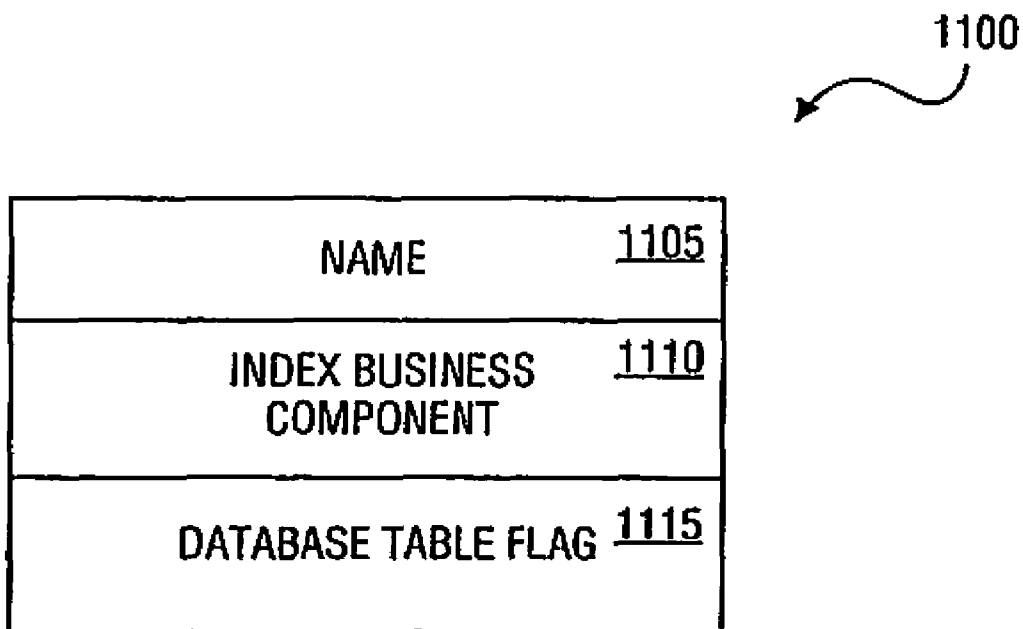 1100
NAME 1105
INDEX BUSINESS 1110
COMPONENT
DATABASE TABLE FLAG 1115